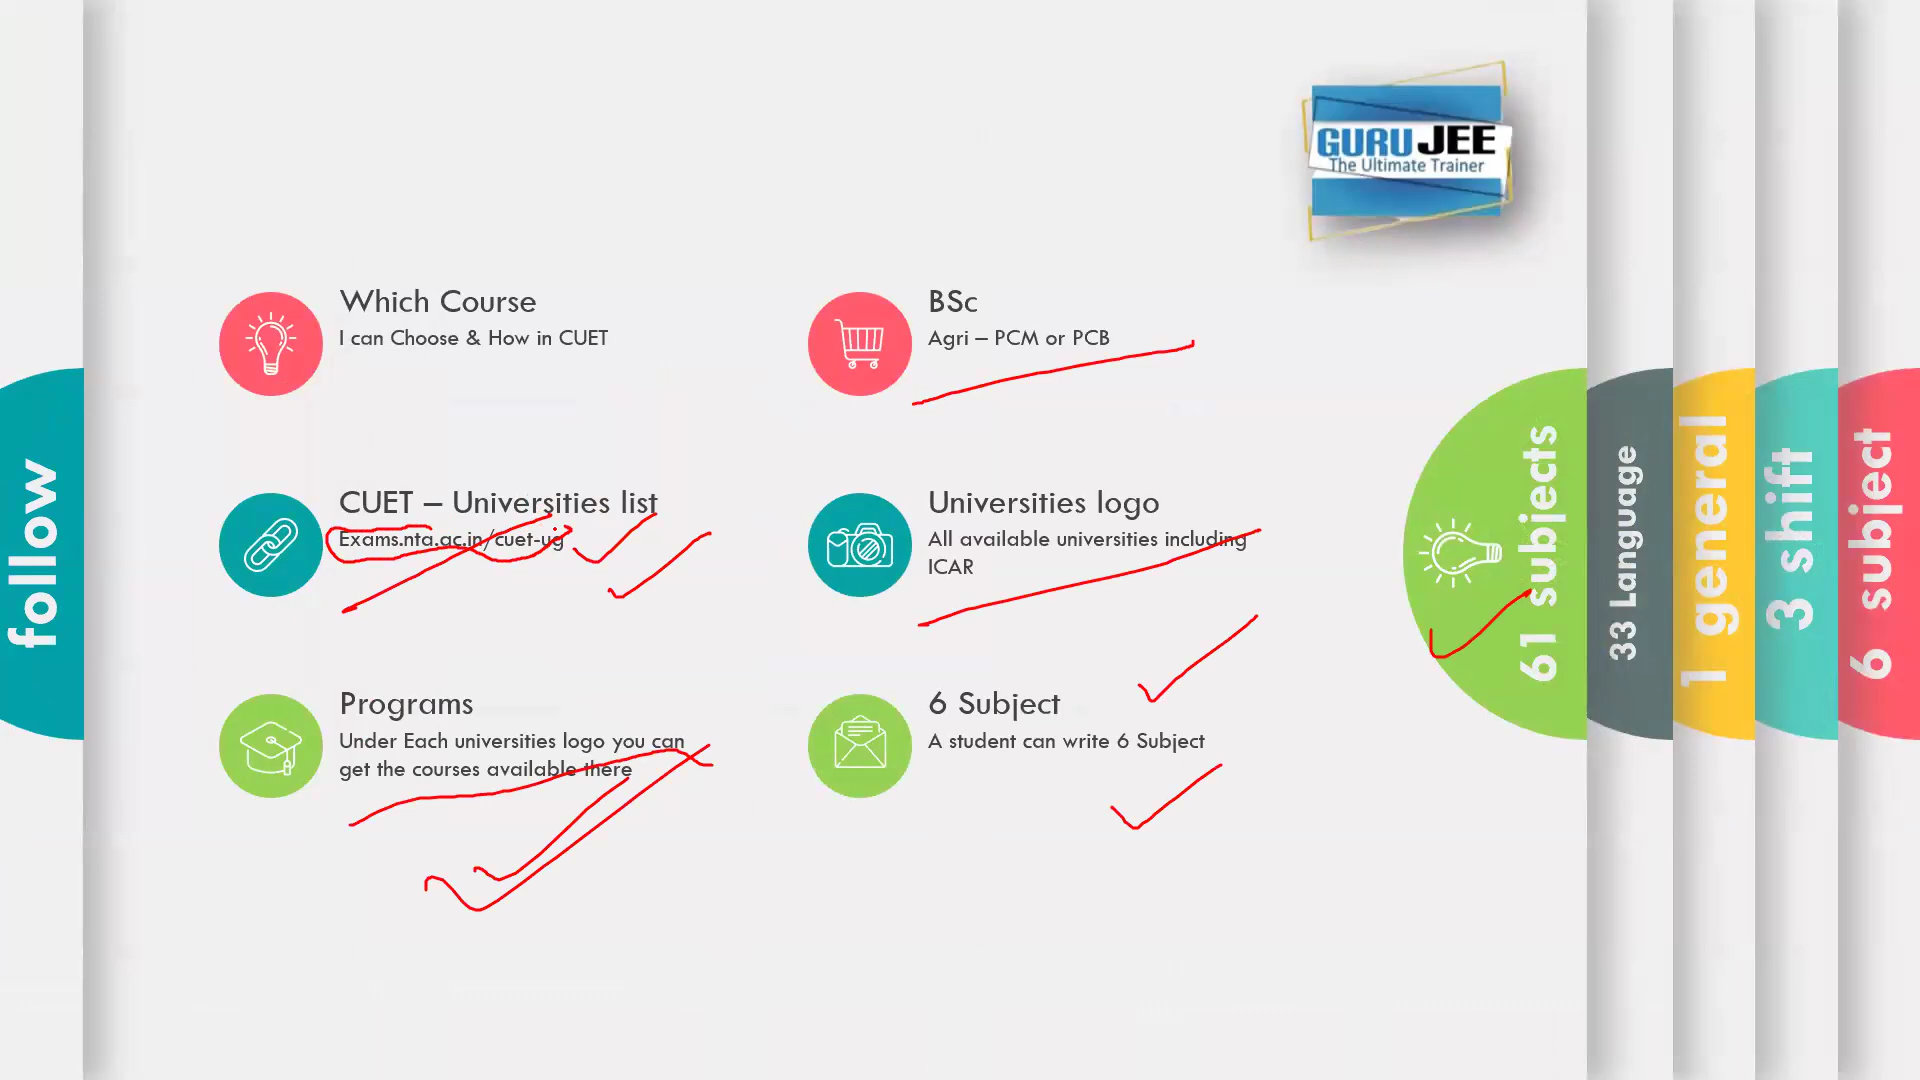 GURUJEE
The Ultimate Trainer
Which Course
I can Choose & How in CUET
BSc
Agri – PCM or PCB
CUET – Universities list
Exams.nta.ac.in/cuet-ug
Universities logo
All available universities including
ICAR
Programs
Under Each universities logo you can
get the courses available there
6 Subject
A student can write 6 Subject
follow
61 subjects
33 Language
1 general
3 shift
6 subject